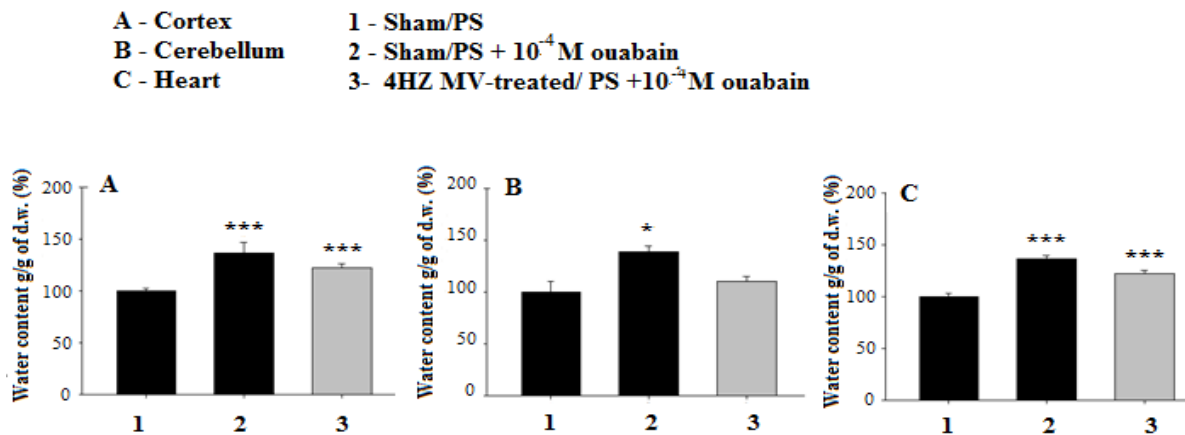 A - Cortex
B - Cerebellum
C - Heart
1 - Sham/PS
2 - Sham/PS + 10⁻⁴ M ouabain
3- 4HZ MV-treated/ PS +10⁻⁴M ouabain
A
Water content g/g of d.w. (%)
200
150
100
50
0
***
***
1 2 3
B
Water content g/g of d.w. (%)
200
150
100
50
0
*
1 2 3
C
Water content g/g of d.w. (%)
200
150
100
50
0
***
***
1 2 3